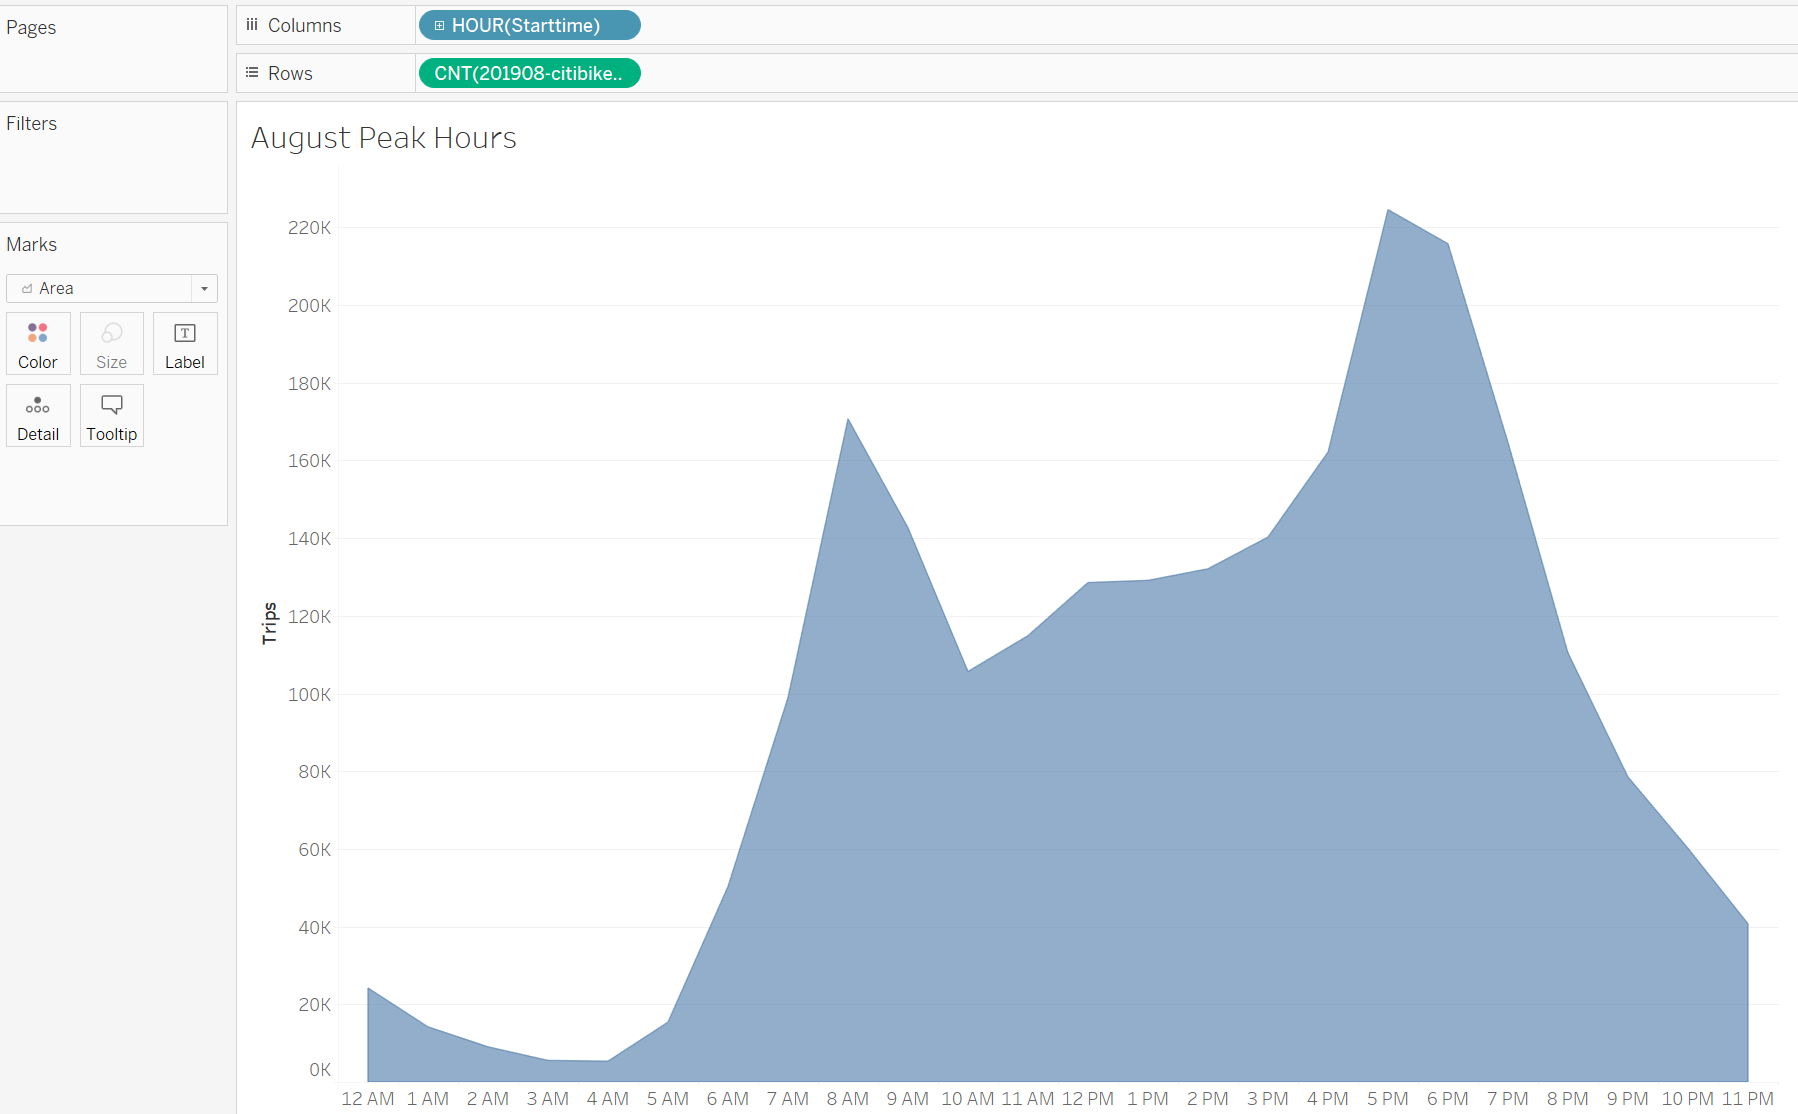 Pages
Columns
HOUR(Starttime)
Rows
CNT(201908-citibike..
Filters
Marks
Area
Color
Size
Label
Detail
Tooltip
August Peak Hours
220K
200K
180K
160K
140K
120K
100K
80K
60K
40K
20K
0K
Trips
12 AM 1 AM 2 AM 3 AM 4 AM 5 AM 6 AM 7 AM 8 AM 9 AM 10 AM 11 AM 12 PM 1 PM 2 PM 3 PM 4 PM 5 PM 6 PM 7 PM 8 PM 9 PM 10 PM 11 PM